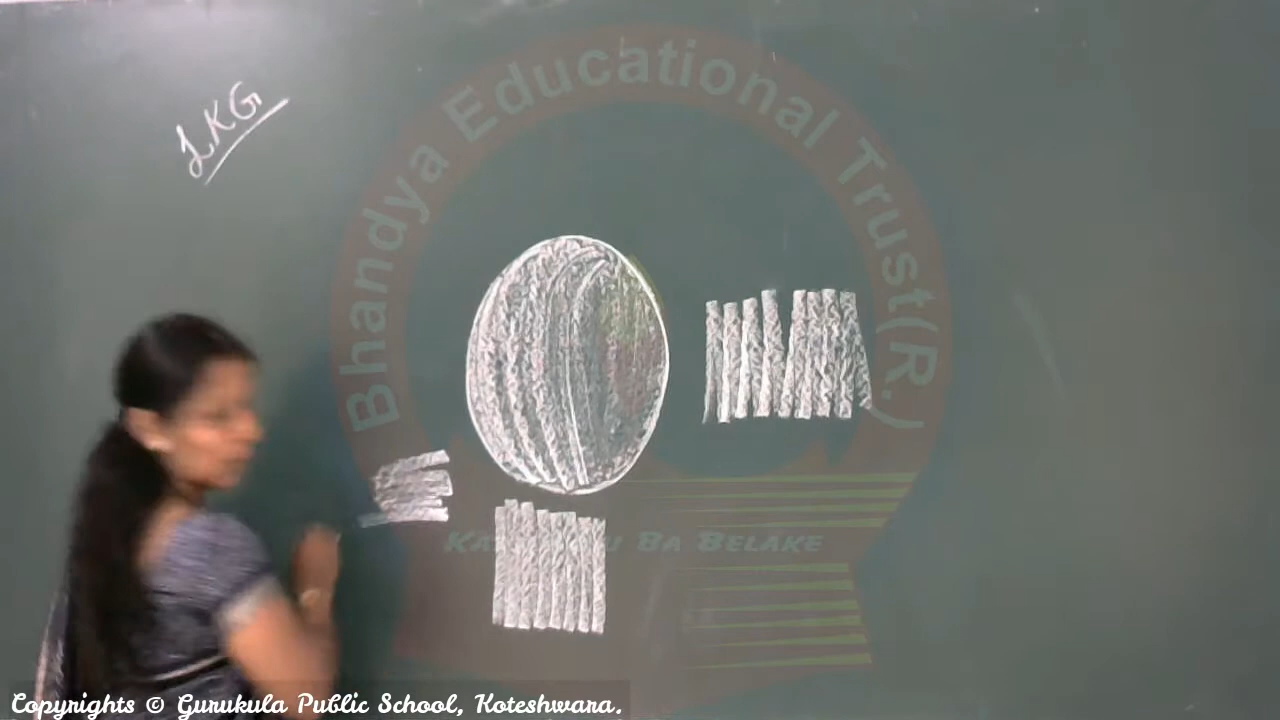 LKG
Bhandya Educational Trust(R.)
Ba Belake
Copyrights © Gurukula Public School, Koteshwara.